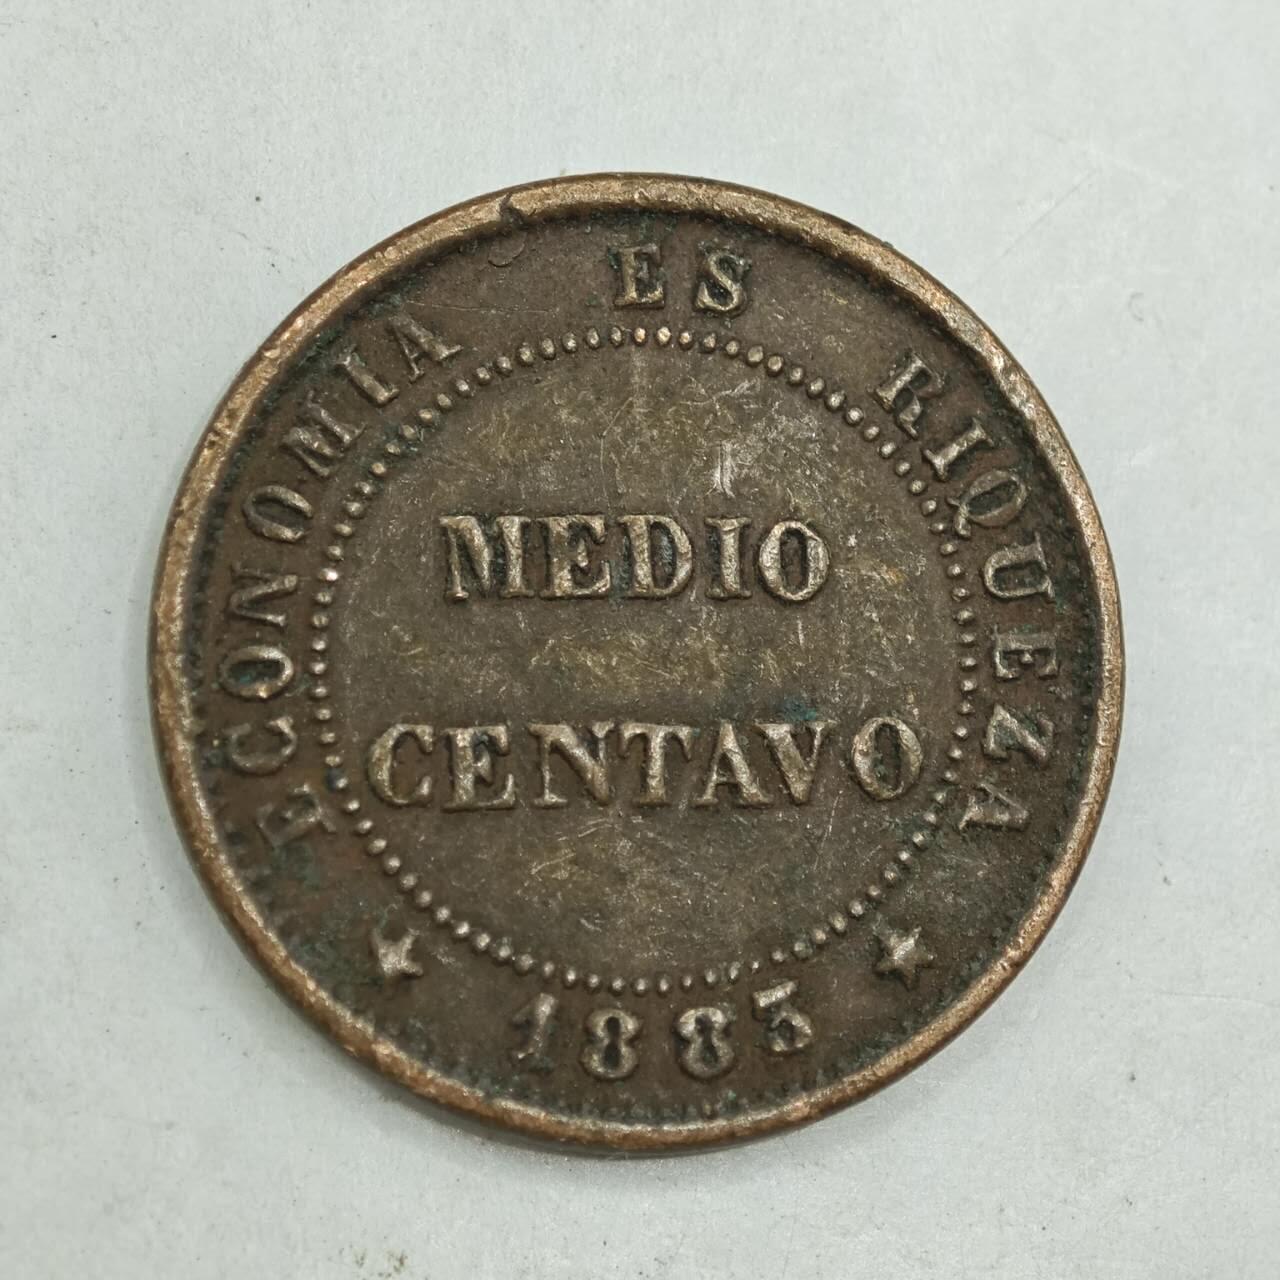 ECONOMIA ES RIQUEZA
MEDIO
CENTAVO
1883